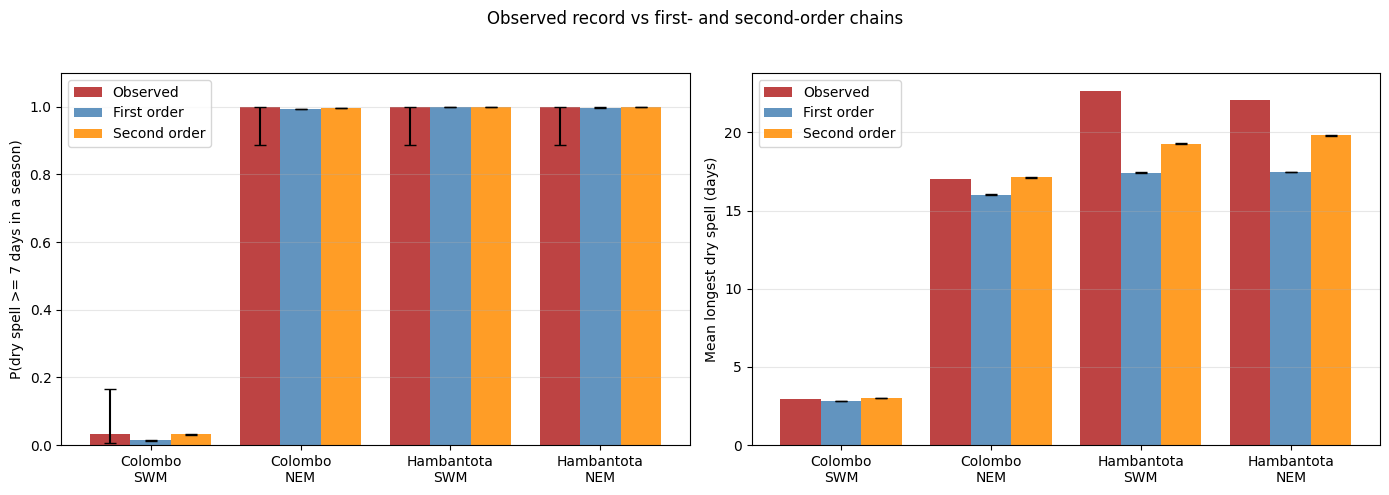 Observed record vs first- and second-order chains
P(dry spell >= 7 days in a season)
1.0
0.8
0.6
0.4
0.2
0.0
Observed
First order
Second order
Colombo
SWM
Colombo
NEM
Hambantota
SWM
Hambantota
NEM
Mean longest dry spell (days)
20
15
10
5
0
Observed
First order
Second order
Colombo
SWM
Colombo
NEM
Hambantota
SWM
Hambantota
NEM